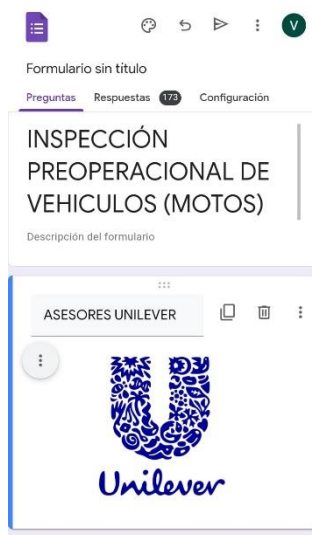 V
Formulario sin título
Preguntas Respuestas 173 Configuración
INSPECCIÓN
PREOPERACIONAL DE
VEHICULOS (MOTOS)
Descripción del formulario
ASESORES UNILEVER
Unilever